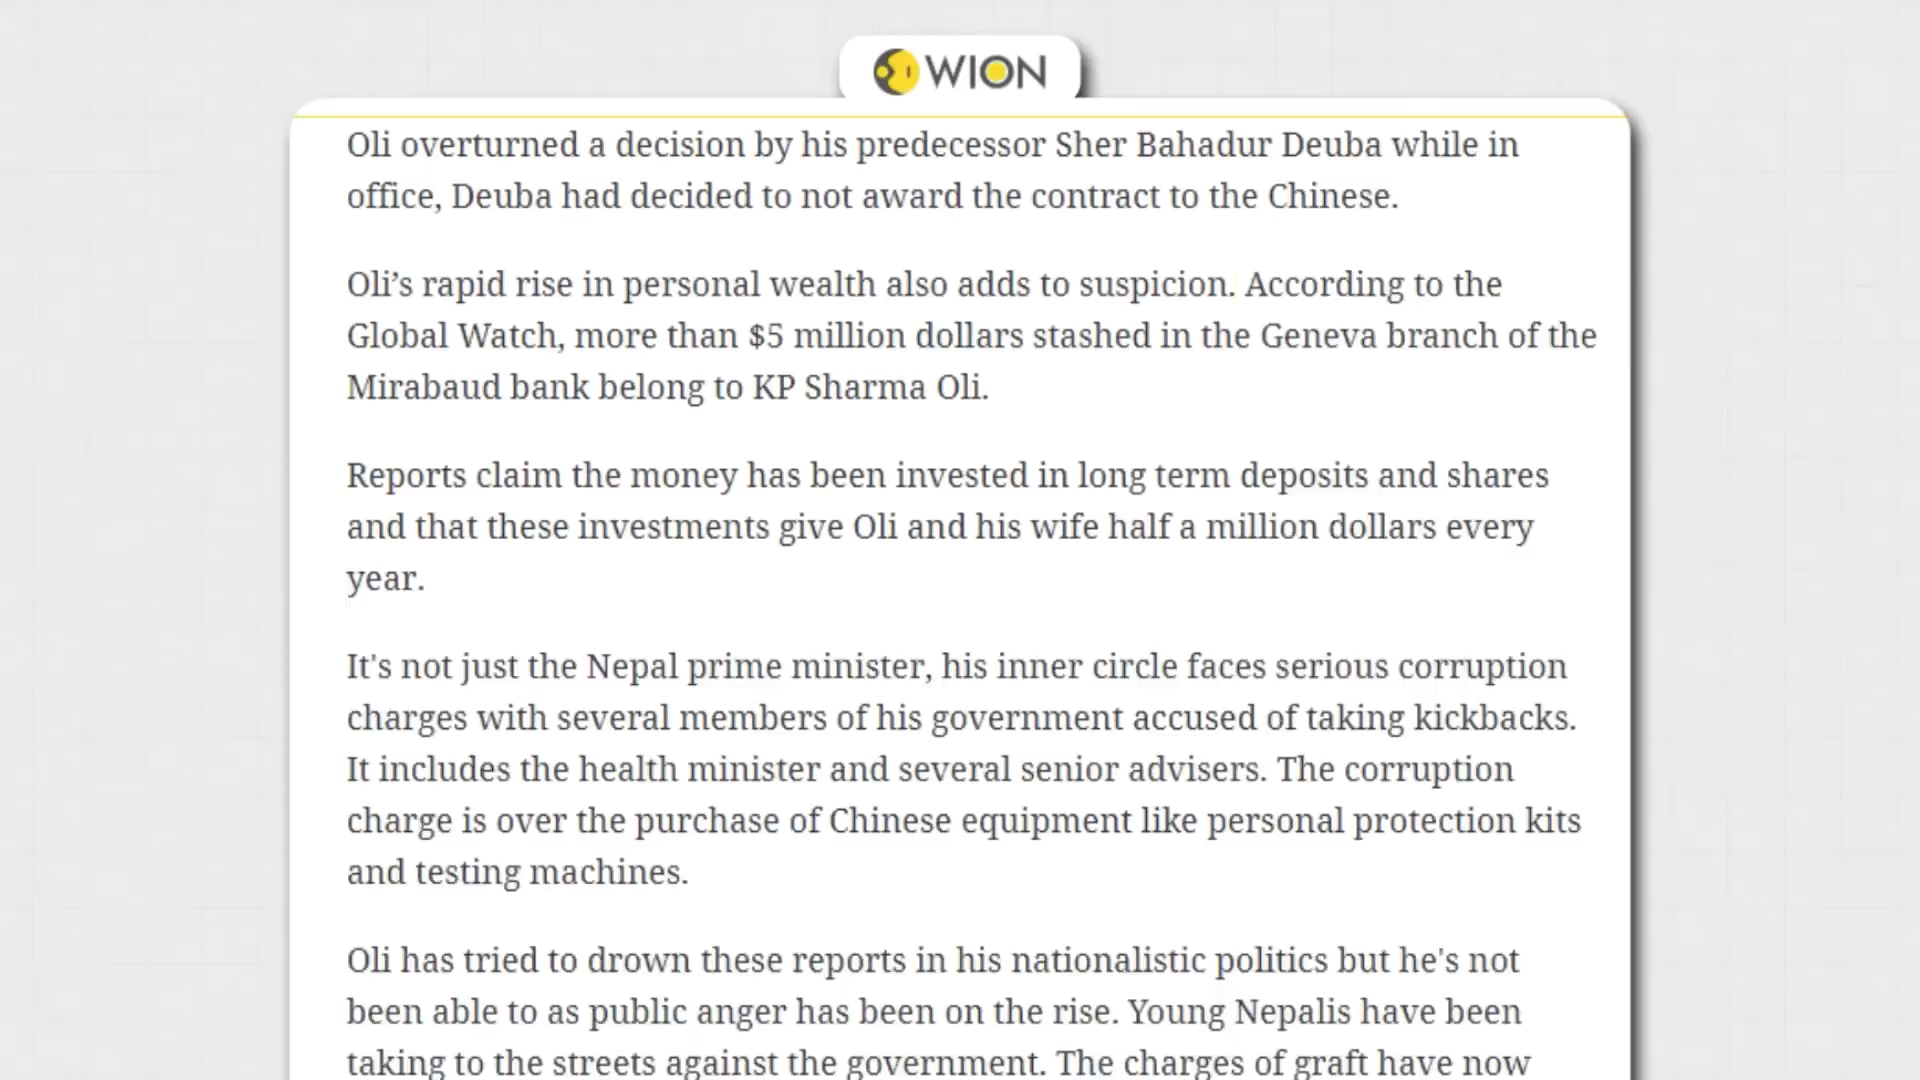 WION
Oli overturned a decision by his predecessor Sher Bahadur Deuba while in
office, Deuba had decided to not award the contract to the Chinese.
Oli’s rapid rise in personal wealth also adds to suspicion. According to the
Global Watch, more than $5 million dollars stashed in the Geneva branch of the
Mirabaud bank belong to KP Sharma Oli.
Reports claim the money has been invested in long term deposits and shares
and that these investments give Oli and his wife half a million dollars every
year.
It's not just the Nepal prime minister, his inner circle faces serious corruption
charges with several members of his government accused of taking kickbacks.
It includes the health minister and several senior advisers. The corruption
charge is over the purchase of Chinese equipment like personal protection kits
and testing machines.
Oli has tried to drown these reports in his nationalistic politics but he's not
been able to as public anger has been on the rise. Young Nepalis have been
taking to the streets against the government. The charges of graft have now